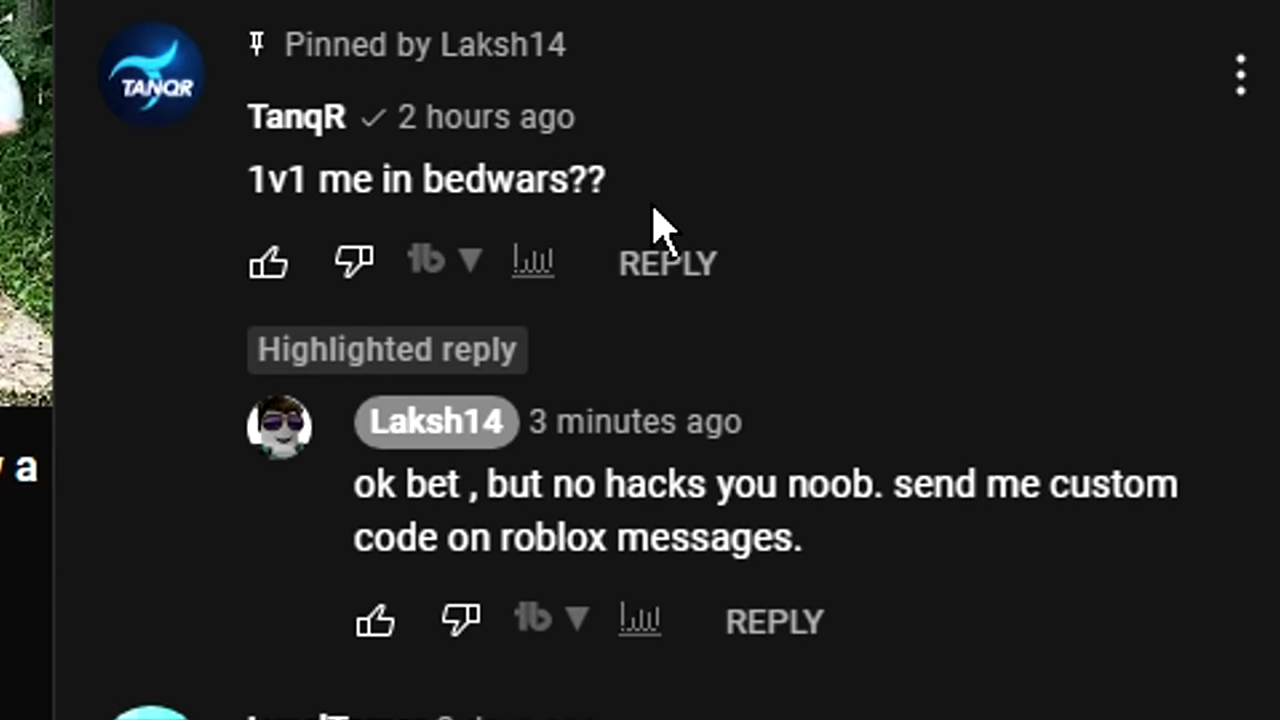 Pinned by Laksh14
TANQR
TanqR 2 hours ago
1v1 me in bedwars??
REPLY
Highlighted reply
Laksh14 3 minutes ago
ok bet , but no hacks you noob. send me custom
code on roblox messages.
REPLY
a